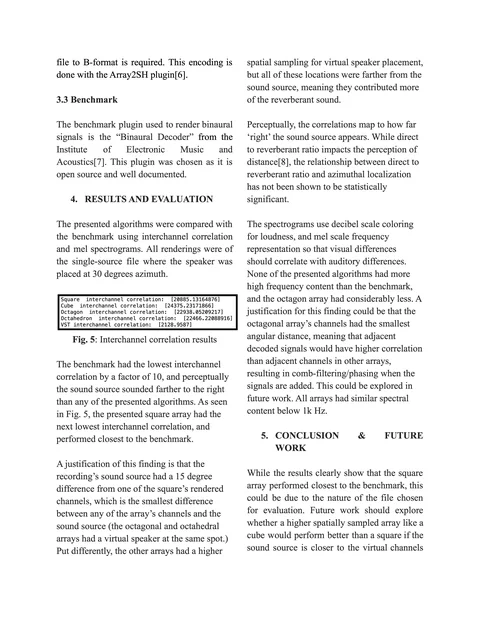 file to B-format is required. This encoding is
done with the Array2SH plugin[6].
3.3 Benchmark
The benchmark plugin used to render binaural
signals is the “Binaural Decoder” from the
Institute of Electronic Music and
Acoustics[7]. This plugin was chosen as it is
open source and well documented.
4. RESULTS AND EVALUATION
The presented algorithms were compared with
the benchmark using interchannel correlation
and mel spectrograms. All renderings were of
the single-source file where the speaker was
placed at 30 degrees azimuth.
Square interchannel correlation: [20885.13164876]
Cube interchannel correlation: [24375.23171866]
Octagon interchannel correlation: [22938.05209217]
Octahedron interchannel correlation: [22466.22088916]
VST interchannel correlation: [2128.9587]
Fig. 5: Interchannel correlation results
The benchmark had the lowest interchannel
correlation by a factor of 10, and perceptually
the sound source sounded farther to the right
than any of the presented algorithms. As seen
in Fig. 5, the presented square array had the
next lowest interchannel correlation, and
performed closest to the benchmark.
A justification of this finding is that the
recording’s sound source had a 15 degree
difference from one of the square’s rendered
channels, which is the smallest difference
between any of the array’s channels and the
sound source (the octagonal and octahedral
arrays had a virtual speaker at the same spot.)
Put differently, the other arrays had a higher
spatial sampling for virtual speaker placement,
but all of these locations were farther from the
sound source, meaning they contributed more
of the reverberant sound.
Perceptually, the correlations map to how far
‘right’ the sound source appears. While direct
to reverberant ratio impacts the perception of
distance[8], the relationship between direct to
reverberant ratio and azimuthal localization
has not been shown to be statistically
significant.
The spectrograms use decibel scale coloring
for loudness, and mel scale frequency
representation so that visual differences
should correlate with auditory differences.
None of the presented algorithms had more
high frequency content than the benchmark,
and the octagon array had considerably less. A
justification for this finding could be that the
octagonal array’s channels had the smallest
angular distance, meaning that adjacent
decoded signals would have higher correlation
than adjacent channels in other arrays,
resulting in comb-filtering/phasing when the
signals are added. This could be explored in
future work. All arrays had similar spectral
content below 1k Hz.
5. CONCLUSION & FUTURE
WORK
While the results clearly show that the square
array performed closest to the benchmark, this
could be due to the nature of the file chosen
for evaluation. Future work should explore
whether a higher spatially sampled array like a
cube would perform better than a square if the
sound source is closer to the virtual channels